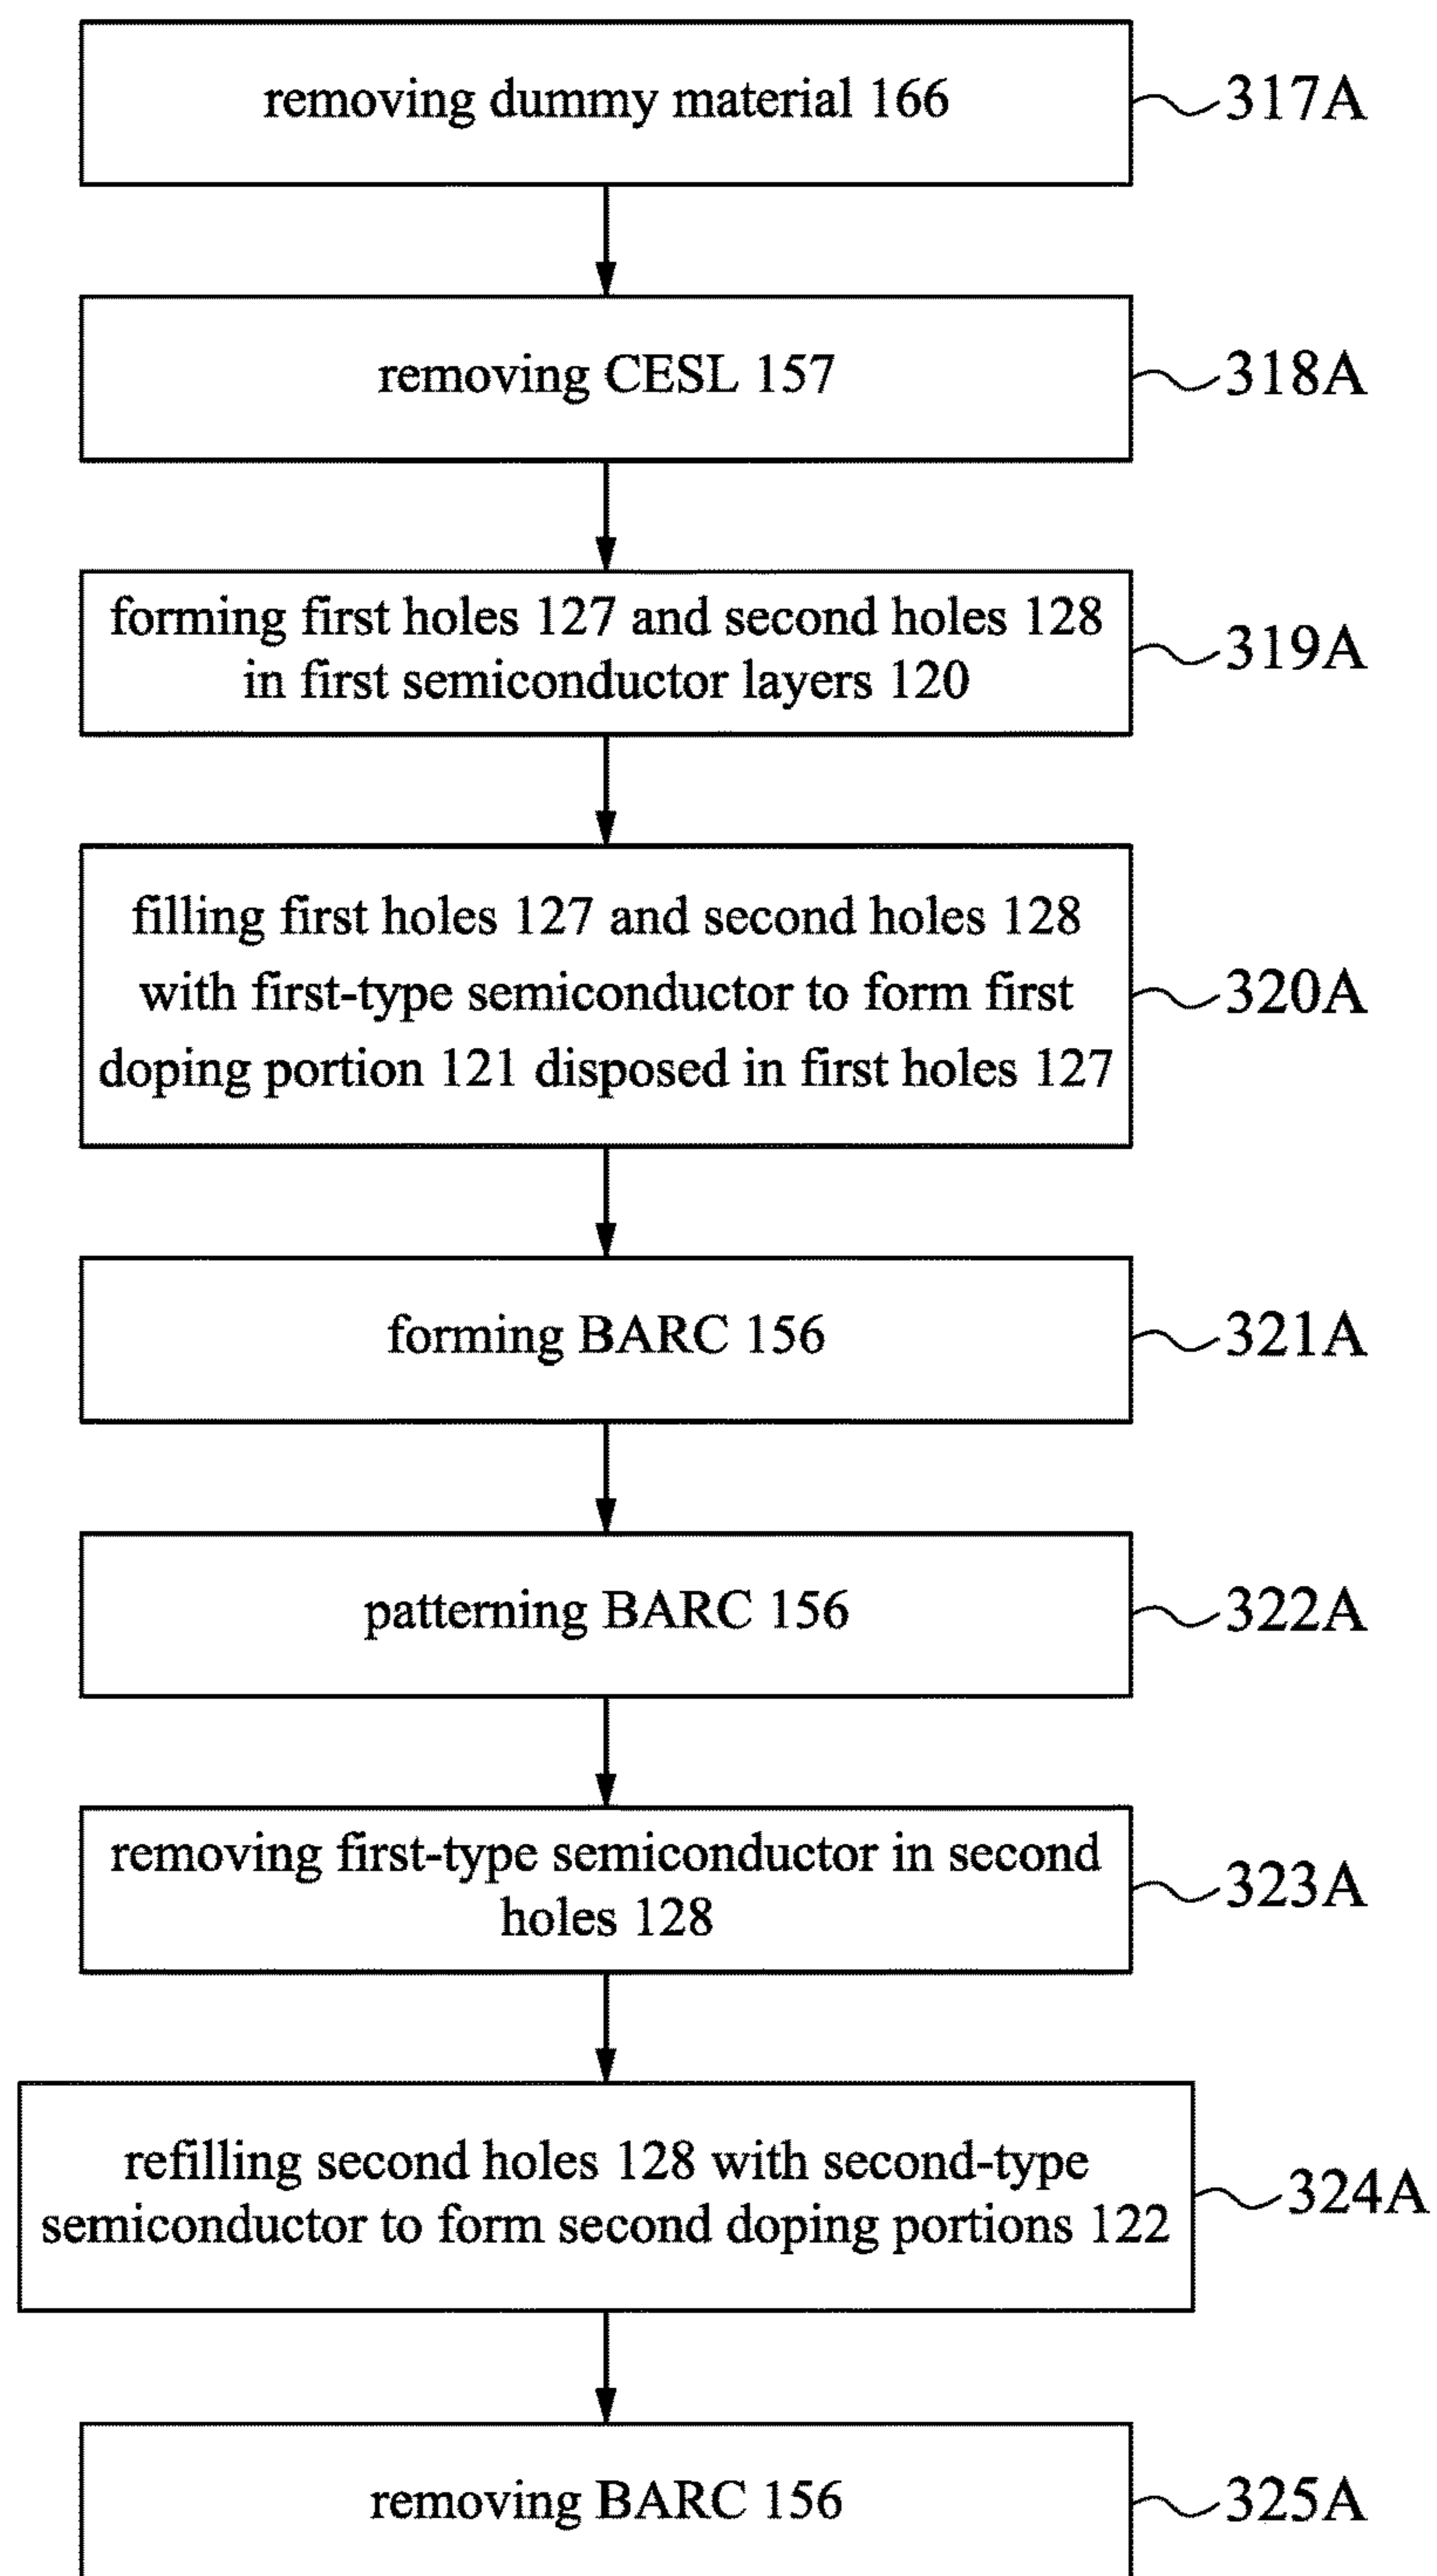 removing dummy material 166
317A
removing CESL 157
318A
forming first holes 127 and second holes 128
in first semiconductor layers 120
319A
filling first holes 127 and second holes 128
with first-type semiconductor to form first
doping portion 121 disposed in first holes 127
320A
forming BARC 156
321A
patterning BARC 156
322A
removing first-type semiconductor in second
holes 128
323A
refilling second holes 128 with second-type
semiconductor to form second doping portions 122
324A
removing BARC 156
325A